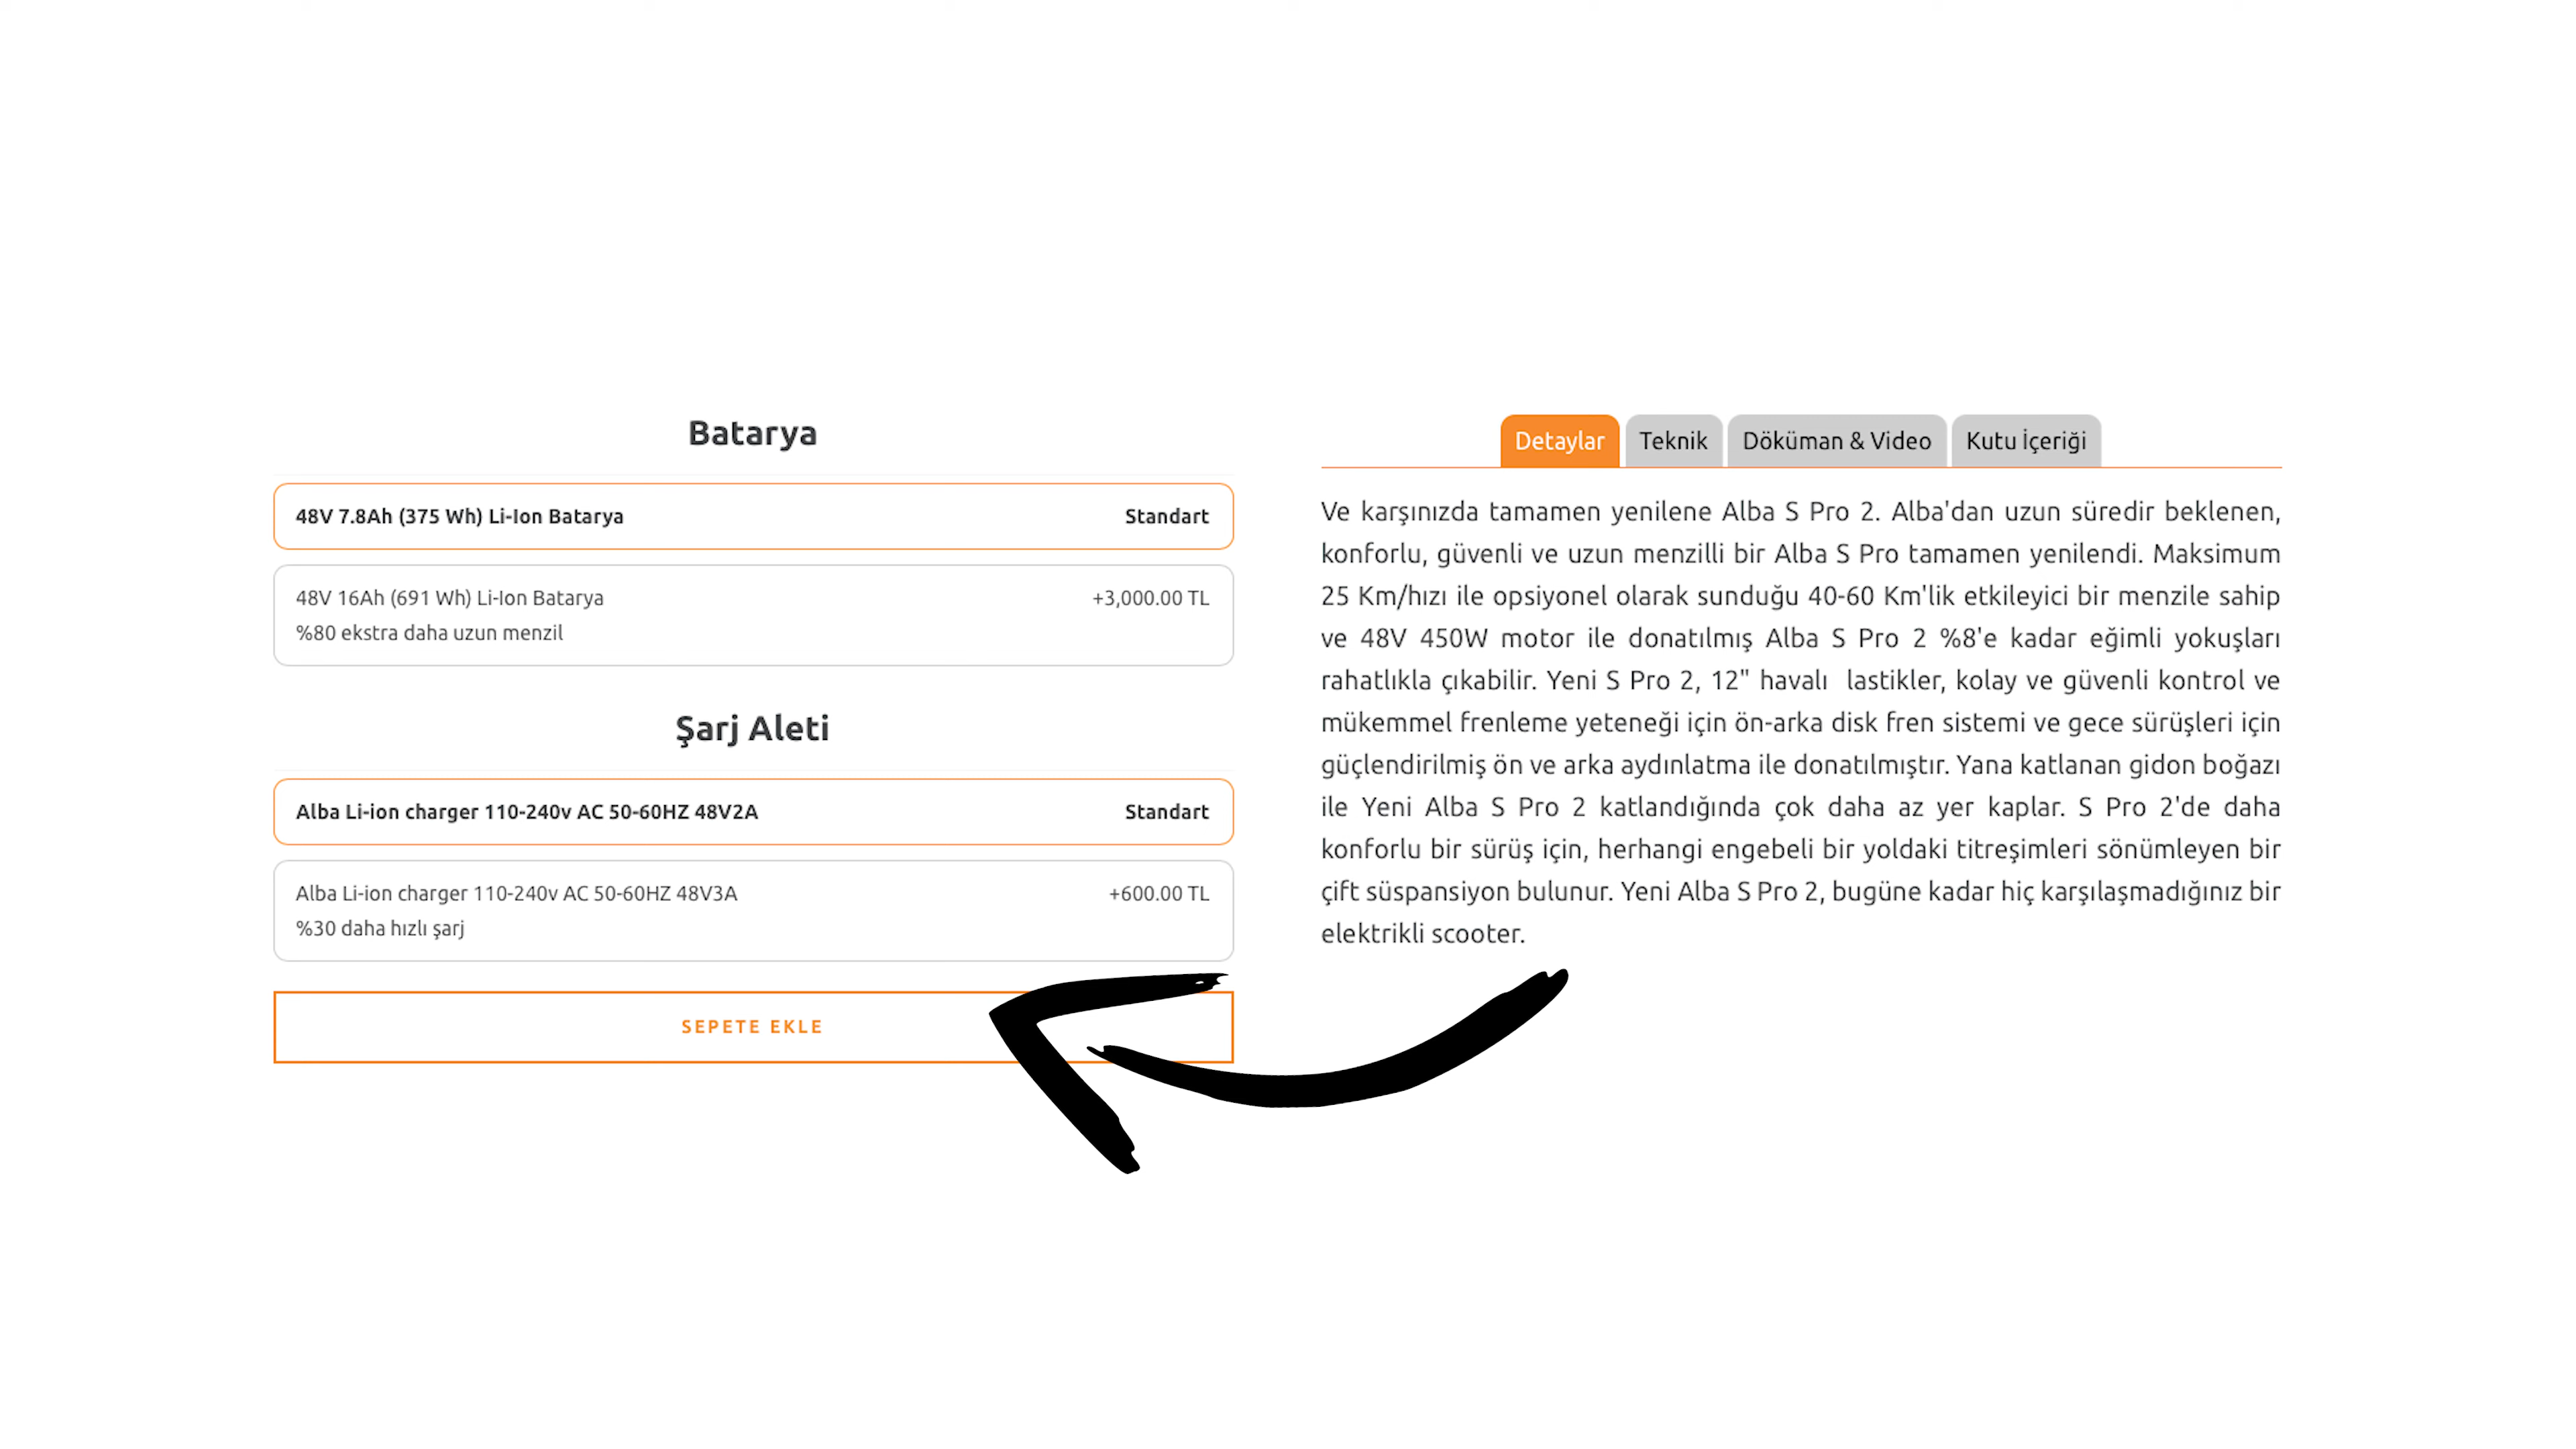 Batarya
48V 7.8Ah (375 Wh) Li-Ion Batarya Standart
48V 16Ah (691 Wh) Li-Ion Batarya +3,000.00 TL
%80 ekstra daha uzun menzil
Şarj Aleti
Alba Li-ion charger 110-240v AC 50-60HZ 48V2A Standart
Alba Li-ion charger 110-240v AC 50-60HZ 48V3A +600.00 TL
%30 daha hızlı şarj
SEPETE EKLE
Detaylar Teknik Döküman & Video Kutu İçeriği
Ve karşınızda tamamen yenilene Alba S Pro 2. Alba'dan uzun süredir beklenen,
konforlu, güvenli ve uzun menzilli bir Alba S Pro tamamen yenilendi. Maksimum
25 Km/hızı ile opsiyonel olarak sunduğu 40-60 Km'lik etkileyici bir menzile sahip
ve 48V 450W motor ile donatılmış Alba S Pro 2 %8'e kadar eğimli yokuşları
rahatlıkla çıkabilir. Yeni S Pro 2, 12" havalı lastikler, kolay ve güvenli kontrol ve
mükemmel frenleme yeteneği için ön-arka disk fren sistemi ve gece sürüşleri için
güçlendirilmiş ön ve arka aydınlatma ile donatılmıştır. Yana katlanan gidon boğazı
ile Yeni Alba S Pro 2 katlandığında çok daha az yer kaplar. S Pro 2'de daha
konforlu bir sürüş için, herhangi engebeli bir yoldaki titreşimleri sönümleyen bir
çift süspansiyon bulunur. Yeni Alba S Pro 2, bugüne kadar hiç karşılaşmadığınız bir
elektrikli scooter.